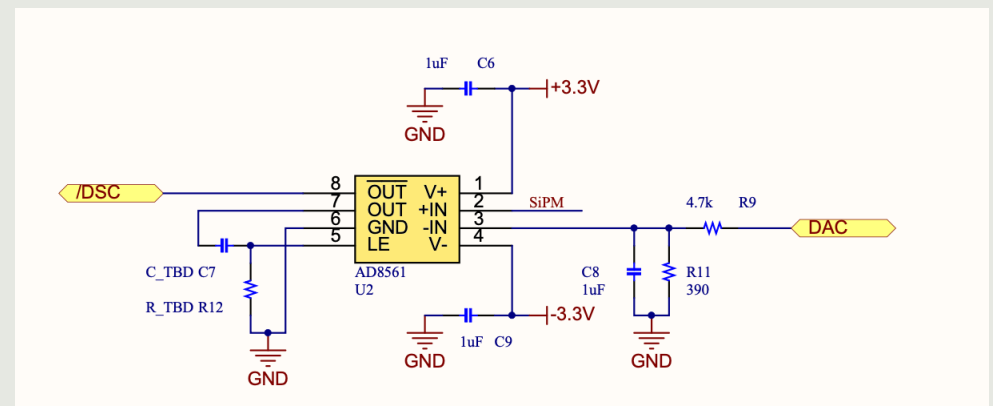 1uF C6
+3.3V
GND
/DSC
8 OUT V+ 1
7 OUT +IN 2 SiPM
6 GND -IN 3
5 LE V- 4
4.7k R9
DAC
C_TBD C7
AD8561
U2
R_TBD R12
C8
1uF
R11
390
-3.3V
1uF C9
GND
GND
GND